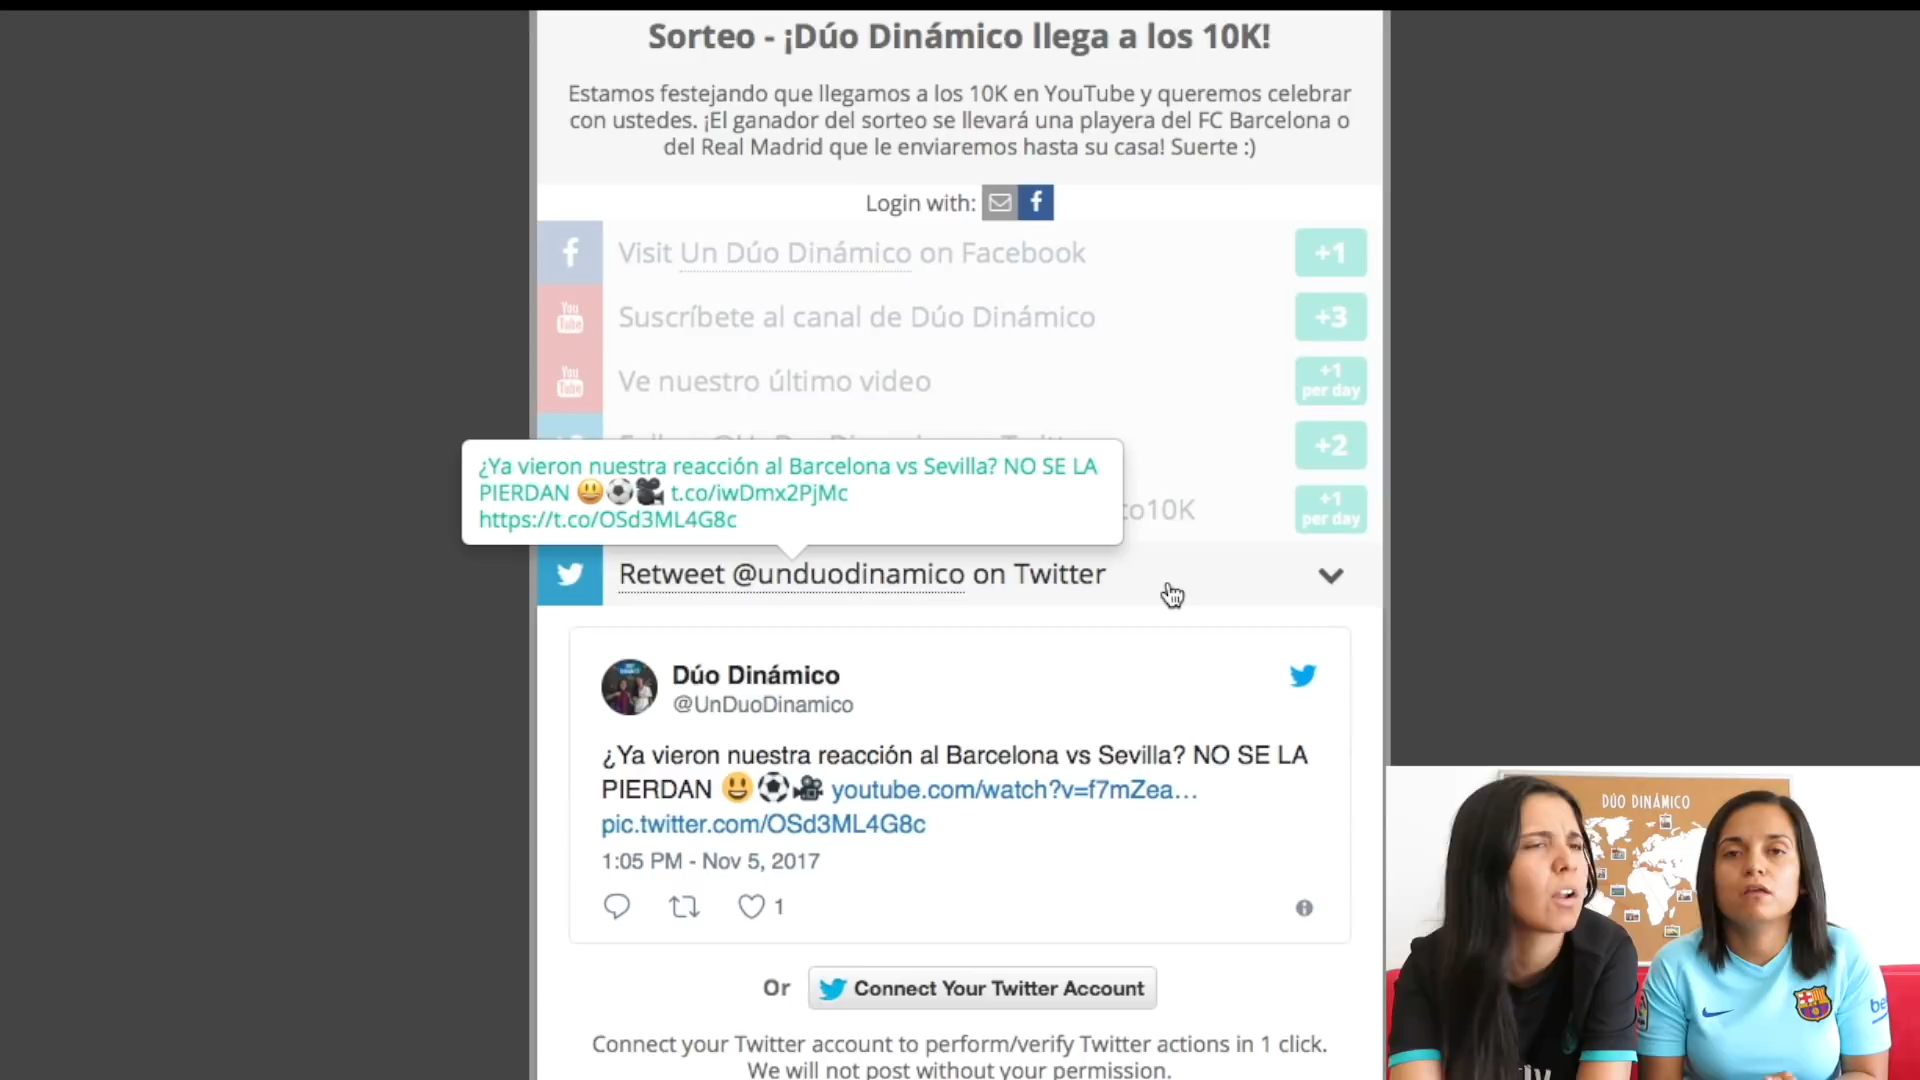 Sorteo - ¡Dúo Dinámico llega a los 10K!
Estamos festejando que llegamos a los 10K en YouTube y queremos celebrar
con ustedes. ¡El ganador del sorteo se llevará una playera del FC Barcelona o
del Real Madrid que le enviaremos hasta su casa! Suerte :)
Login with:
Visit Un Dúo Dinámico on Facebook +1
You Tube Suscríbete al canal de Dúo Dinámico +3
You Tube Ve nuestro último video +1 per day
+2
¿Ya vieron nuestra reacción al Barcelona vs Sevilla? NO SE LA
PIERDAN 😃⚽🎥 t.co/iwDmx2PjMc
https://t.co/OSd3ML4G8c
co10K +1 per day
Retweet @unduodinamico on Twitter
Dúo Dinámico
@UnDuoDinamico
¿Ya vieron nuestra reacción al Barcelona vs Sevilla? NO SE LA
PIERDAN 😃⚽🎥 youtube.com/watch?v=f7mZea…
pic.twitter.com/OSd3ML4G8c
1:05 PM - Nov 5, 2017
1
Or Connect Your Twitter Account
Connect your Twitter account to perform/verify Twitter actions in 1 click.
We will not post without your permission.
DÚO DINÁMICO
be